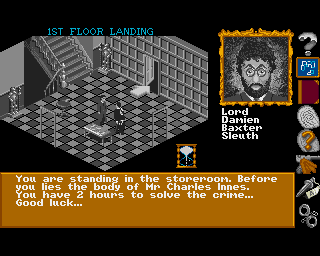 1ST FLOOR LANDING
Lord
Damien
Baxter
Sleuth
You are standing in the storeroom. Before
you lies the body of Mr Charles Innes.
You have 2 hours to solve the crime...
Good luck...